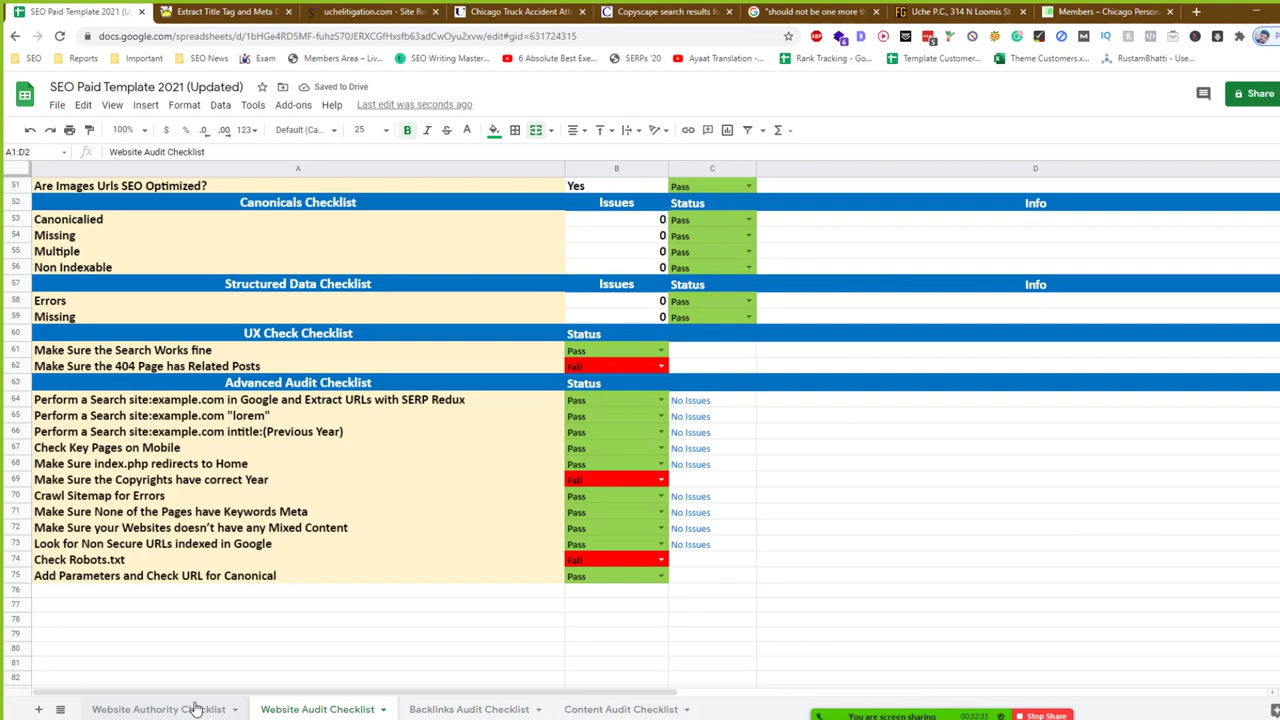 SEO Paid Template 2021 (Updated)
Extract Title Tag and Meta D
uchelitigation.com - Site Re
Chicago Truck Accident Att
Copyscape search results fo
"should not be one more th
Uche P.C., 314 N Loomis St
Members – Chicago Person
docs.google.com/spreadsheets/d/1bHGe4RD5MF-fuhzS07JERXCGfHxsfb63adCwOyu2xvw/edit#gid=631724315
SEO
Reports
Important
SEO News
Exam
Members Area – Liv...
SEO Writing Master...
6 Absolute Best Exe...
SERPs '20
Ayaat Translation -...
Rank Tracking - Go...
Template Customer...
Theme Customers.x...
RustamBhatti - Vese...
SEO Paid Template 2021 (Updated)
Saved to Drive
File Edit View Insert Format Data Tools Add-ons Help Last edit was seconds ago
Share
100% $ % .0 .00 123 Default (Ca... 25 B I S A
A1:D2 fx Website Audit Checklist
A B C D
51 Are Images Urls SEO Optimized? Yes Pass
52 Canonicals Checklist Issues Status Info
53 Canonicalied 0 Pass
54 Missing 0 Pass
55 Multiple 0 Pass
56 Non Indexable 0 Pass
57 Structured Data Checklist Issues Status Info
58 Errors 0 Pass
59 Missing 0 Pass
60 UX Check Checklist Status
61 Make Sure the Search Works fine Pass
62 Make Sure the 404 Page has Related Posts Fail
63 Advanced Audit Checklist Status
64 Perform a Search site:example.com in Google and Extract URLs with SERP Redux Pass No Issues
65 Perform a Search site:example.com "lorem" Pass No Issues
66 Perform a Search site:example.com intitle:(Previous Year) Pass No Issues
67 Check Key Pages on Mobile Pass No Issues
68 Make Sure index.php redirects to Home Pass No Issues
69 Make Sure the Copyrights have correct Year Fail
70 Crawl Sitemap for Errors Pass No Issues
71 Make Sure None of the Pages have Keywords Meta Pass No Issues
72 Make Sure your Websites doesn't have any Mixed Content Pass No Issues
73 Look for Non Secure URLs indexed in Google Pass No Issues
74 Check Robots.txt Fail
75 Add Parameters and Check URL for Canonical Pass
76
77
78
79
80
81
82
Website Authority Checklist Website Audit Checklist Backlinks Audit Checklist Content Audit Checklist
You are screen sharing 00:32:33 Stop Share